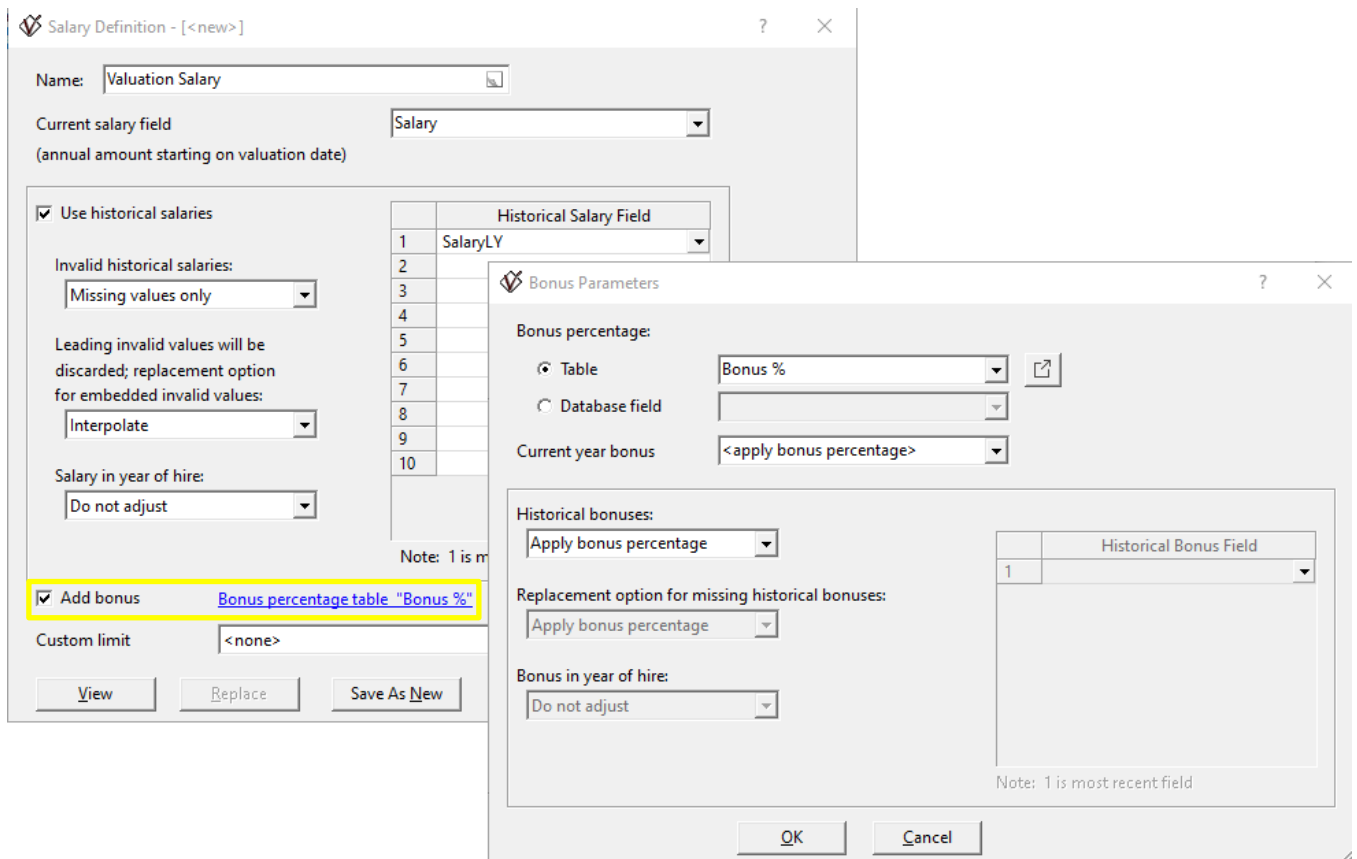 Salary Definition - [<new>]
?
Name:
Valuation Salary
Current salary field
Salary
(annual amount starting on valuation date)
Use historical salaries
Historical Salary Field
1
SalaryLY
Invalid historical salaries:
2
Missing values only
3
4
Leading invalid values will be
5
discarded; replacement option
6
for embedded invalid values:
7
Interpolate
8
9
Salary in year of hire:
10
Do not adjust
Note: 1 is m
Add bonus
Bonus percentage table "Bonus %"
Custom limit
<none>
View
Replace
Save As New
Bonus Parameters
?
Bonus percentage:
Table
Bonus %
Database field
Current year bonus
<apply bonus percentage>
Historical bonuses:
Apply bonus percentage
Historical Bonus Field
1
Replacement option for missing historical bonuses:
Apply bonus percentage
Bonus in year of hire:
Do not adjust
Note: 1 is most recent field
OK
Cancel